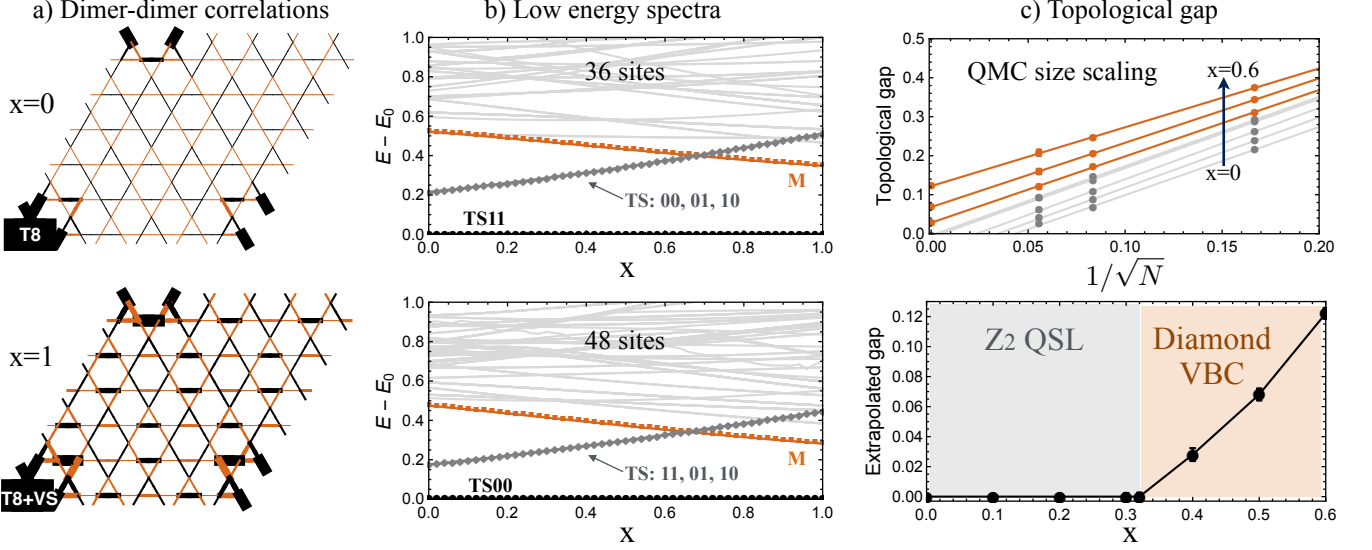 a) Dimer-dimer correlations
x=0
T8
x=1
T8+VS
b) Low energy spectra
1.0
0.8
0.6
0.4
0.2
0.0
E − E0
36 sites
M
TS: 00, 01, 10
TS11
0.0 0.2 0.4 0.6 0.8 1.0
x
1.0
0.8
0.6
0.4
0.2
0.0
E − E0
48 sites
M
TS: 11, 01, 10
TS00
0.0 0.2 0.4 0.6 0.8 1.0
x
c) Topological gap
0.5
0.4
0.3
0.2
0.1
0.0
Topological gap
QMC size scaling
x=0.6
x=0
0.00 0.05 0.10 0.15 0.20
1/√N
0.12
0.10
0.08
0.06
0.04
0.02
0.00
Extrapolated gap
Z2 QSL
Diamond
VBC
0.0 0.1 0.2 0.3 0.4 0.5 0.6
x